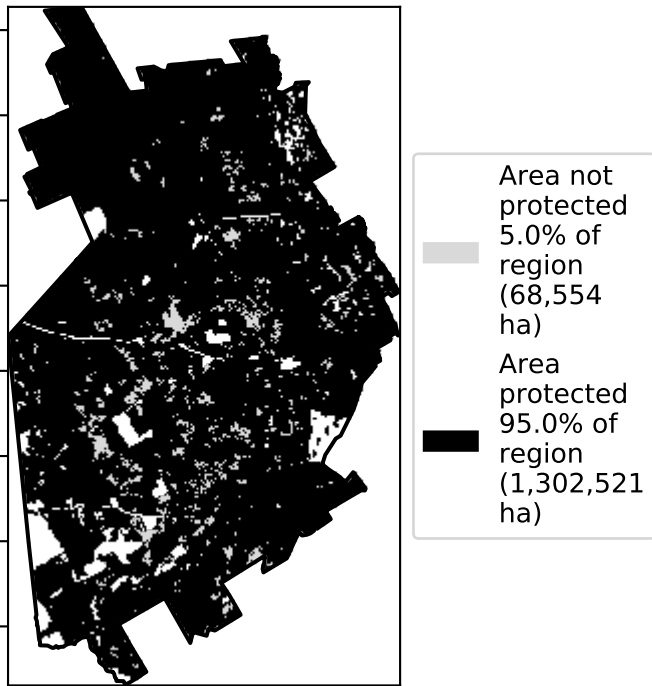 Area not
protected
5.0% of
region
(68,554
ha)
Area
protected
95.0% of
region
(1,302,521
ha)